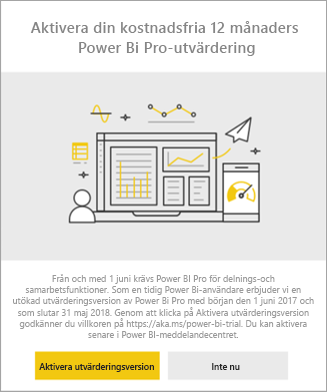 Aktivera din kostnadsfria 12 månaders
Power Bi Pro-utvärdering
Från och med 1 juni krävs Power BI Pro för delnings-och
samarbetsfunktioner. Som en tidig Power Bi-användare erbjuder vi en
utökad utvärderingsversion av Power Bi Pro med början den 1 juni 2017 och
som slutar 31 maj 2018. Genom att klicka på Aktivera utvärderingsversion
godkänner du villkoren på https://aka.ms/power-bi-trial. Du kan aktivera
senare i Power BI-meddelandecentret.
Aktivera utvärderingsversion
Inte nu